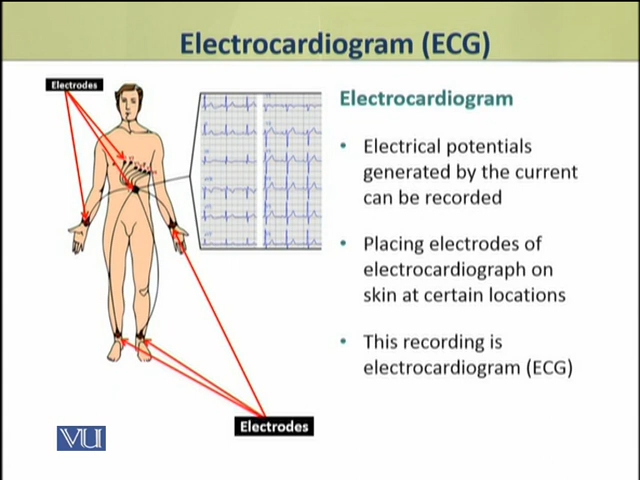 Electrocardiogram (ECG)
Electrodes
Electrocardiogram
• Electrical potentials
generated by the current
can be recorded
• Placing electrodes of
electrocardiograph on
skin at certain locations
• This recording is
electrocardiogram (ECG)
Electrodes
VU